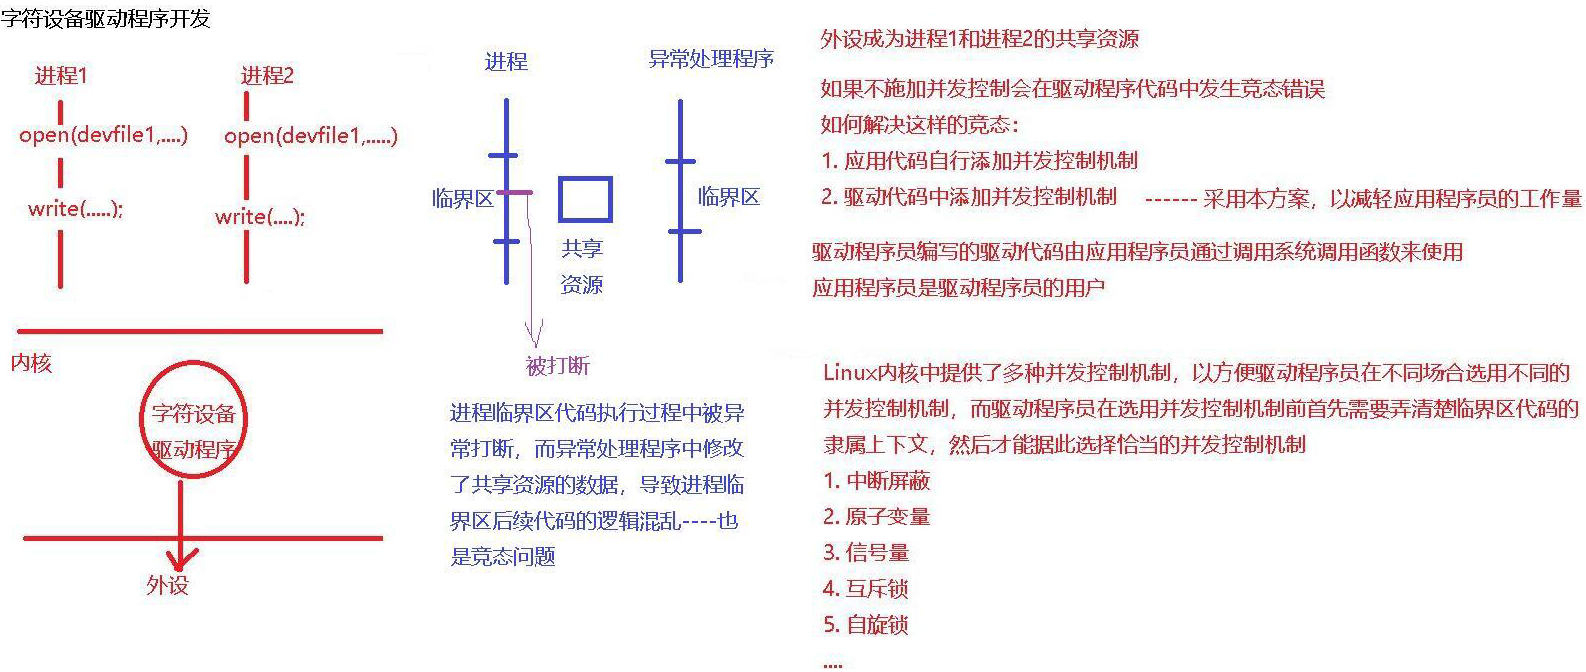 字符设备驱动程序开发
进程1
进程2
open(devfile1,....)
open(devfile1,.....)
write(.....);
write(....);
内核
字符设备
驱动程序
外设
进程
异常处理程序
临界区
临界区
共享
资源
被打断
进程临界区代码执行过程中被异
常打断，而异常处理程序中修改
了共享资源的数据，导致进程临
界区后续代码的逻辑混乱----也
是竞态问题
外设成为进程1和进程2的共享资源
如果不施加并发控制会在驱动程序代码中发生竞态错误
如何解决这样的竞态：
1. 应用代码自行添加并发控制机制
2. 驱动代码中添加并发控制机制 ------ 采用本方案，以减轻应用程序员的工作量
驱动程序员编写的驱动代码由应用程序员通过调用系统调用函数来使用
应用程序员是驱动程序员的用户
Linux内核中提供了多种并发控制机制，以方便驱动程序员在不同场合选用不同的
并发控制机制，而驱动程序员在选用并发控制机制前首先需要弄清楚临界区代码的
隶属上下文，然后才能据此选择恰当的并发控制机制
1. 中断屏蔽
2. 原子变量
3. 信号量
4. 互斥锁
5. 自旋锁
....